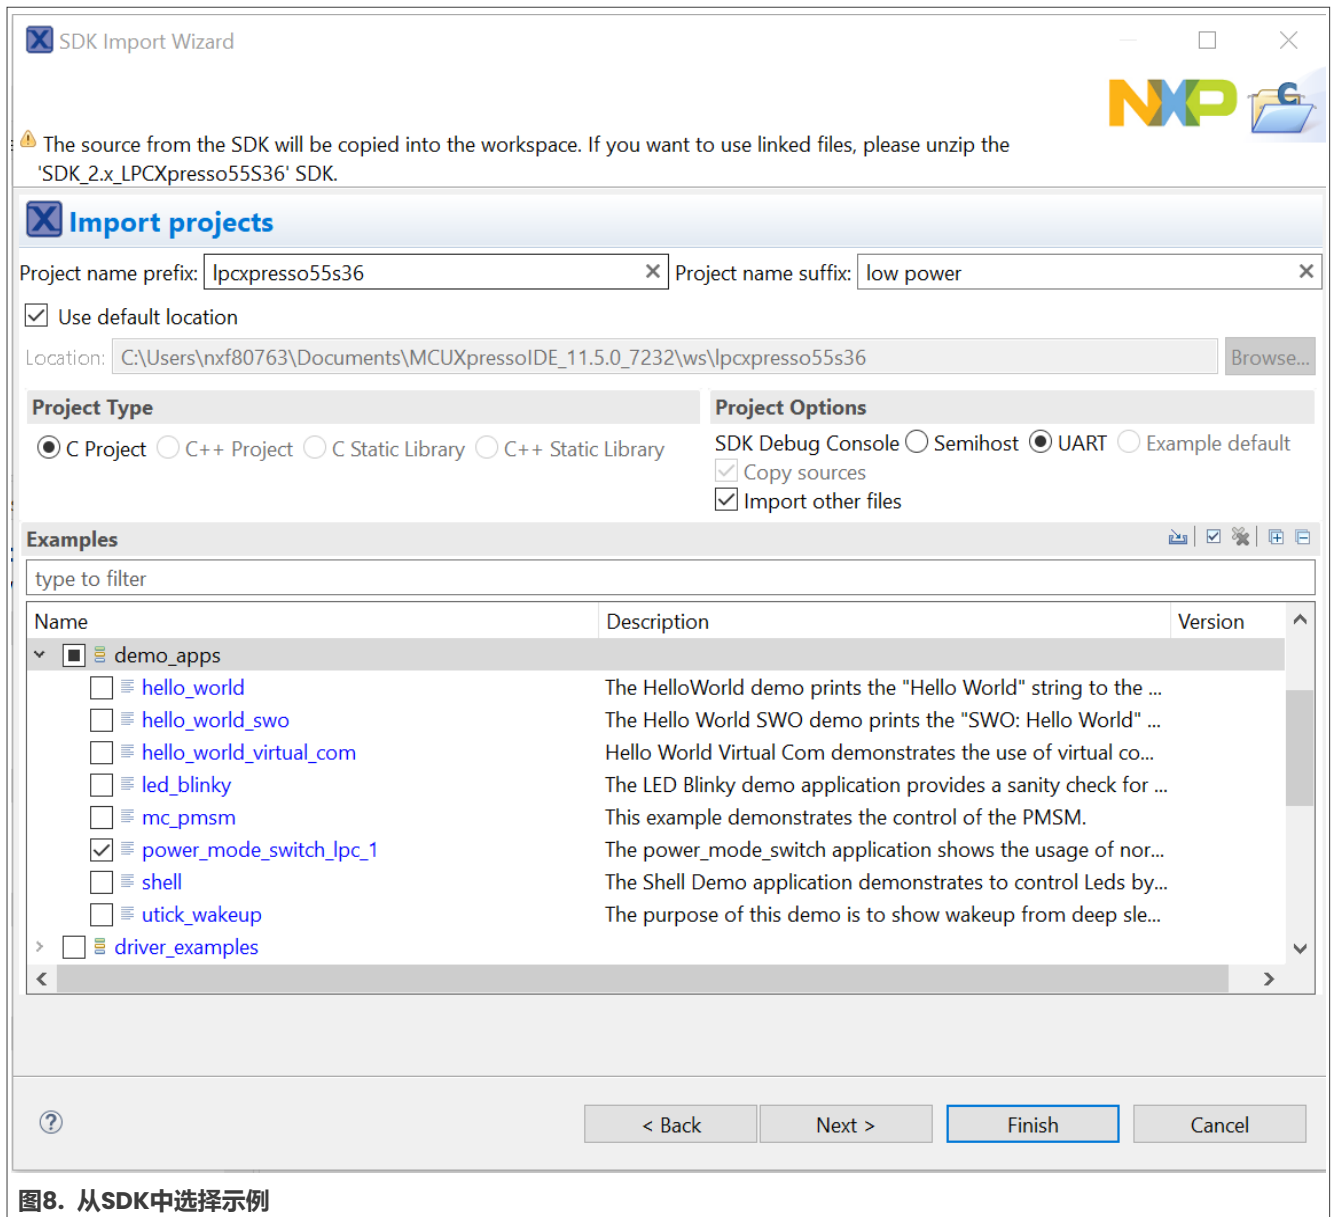 SDK Import Wizard
NXP
The source from the SDK will be copied into the workspace. If you want to use linked files, please unzip the
'SDK_2.x_LPCXpresso55S36' SDK.
Import projects
Project name prefix: lpcxpresso55s36 Project name suffix: low power
Use default location
Location: C:\Users\nxf80763\Documents\MCUXpressoIDE_11.5.0_7232\ws\lpcxpresso55s36 Browse...
Project Type Project Options
C Project C++ Project C Static Library C++ Static Library SDK Debug Console Semihost UART Example default
Copy sources
Import other files
Examples
type to filter
Name Description Version
demo_apps
hello_world The HelloWorld demo prints the "Hello World" string to the ...
hello_world_swo The Hello World SWO demo prints the "SWO: Hello World" ...
hello_world_virtual_com Hello World Virtual Com demonstrates the use of virtual co...
led_blinky The LED Blinky demo application provides a sanity check for ...
mc_pmsm This example demonstrates the control of the PMSM.
power_mode_switch_lpc_1 The power_mode_switch application shows the usage of nor...
shell The Shell Demo application demonstrates to control Leds by...
utick_wakeup The purpose of this demo is to show wakeup from deep sle...
driver_examples
< Back Next > Finish Cancel
图8. 从SDK中选择示例